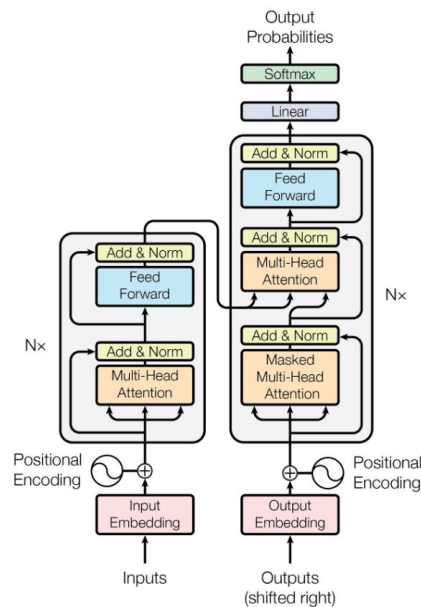 Output
Probabilities
Softmax
Linear
Add & Norm
Feed
Forward
Add & Norm
Multi-Head
Attention
Nx
Add & Norm
Masked
Multi-Head
Attention
Positional
Encoding
Output
Embedding
Outputs
(shifted right)
Add & Norm
Feed
Forward
Nx
Add & Norm
Multi-Head
Attention
Positional
Encoding
Input
Embedding
Inputs